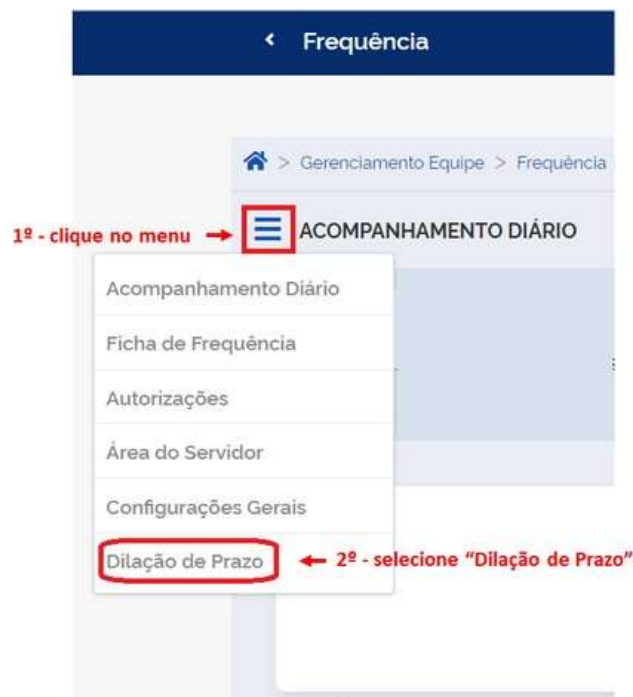 Frequência
> Gerenciamento Equipe > Frequência
1º - clique no menu
ACOMPANHAMENTO DIÁRIO
Acompanhamento Diário
Ficha de Frequência
Autorizações
Área do Servidor
Configurações Gerais
Dilação de Prazo
2º - selecione “Dilação de Prazo”